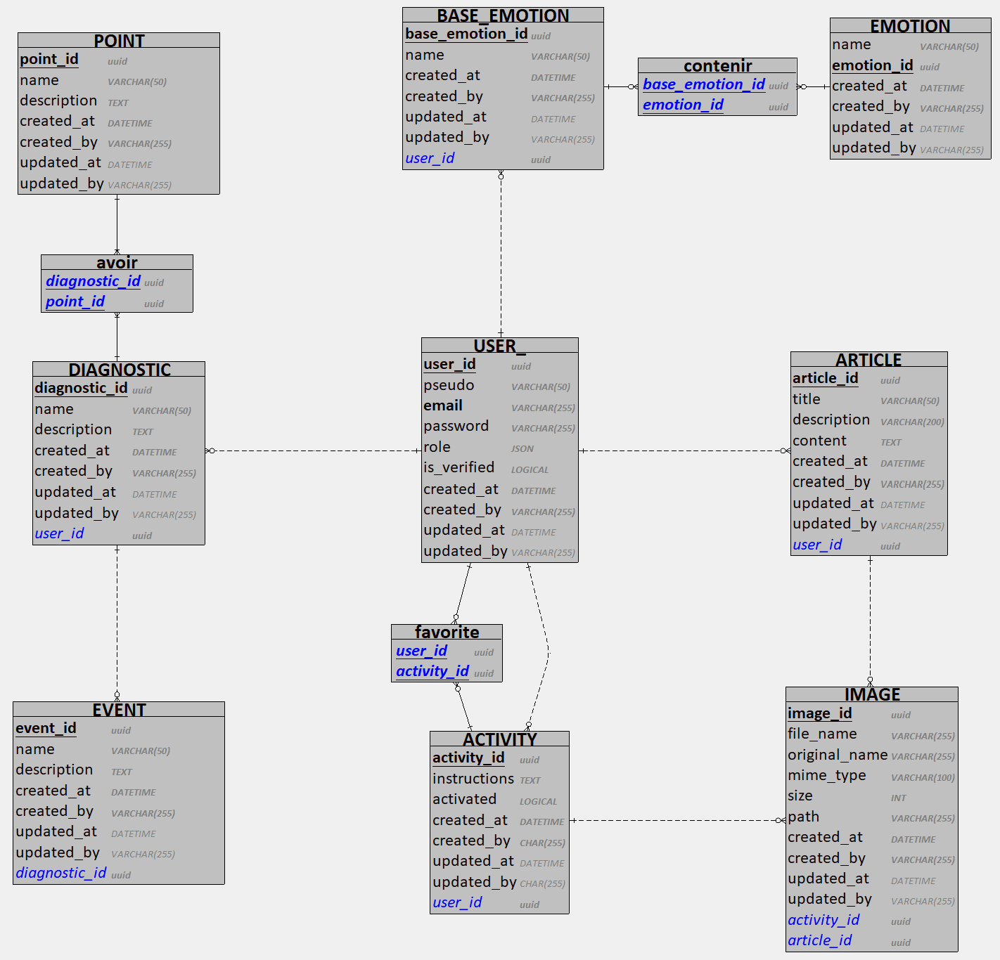 POINT
point_id uuid
name VARCHAR(50)
description TEXT
created_at DATETIME
created_by VARCHAR(255)
updated_at DATETIME
updated_by VARCHAR(255)
BASE_EMOTION
base_emotion_id uuid
name VARCHAR(50)
created_at DATETIME
created_by VARCHAR(255)
updated_at DATETIME
updated_by VARCHAR(255)
user_id uuid
contenir
base_emotion_id uuid
emotion_id uuid
EMOTION
name VARCHAR(50)
emotion_id uuid
created_at DATETIME
created_by VARCHAR(255)
updated_at DATETIME
updated_by VARCHAR(255)
avoir
diagnostic_id uuid
point_id uuid
DIAGNOSTIC
diagnostic_id uuid
name VARCHAR(50)
description TEXT
created_at DATETIME
created_by VARCHAR(255)
updated_at DATETIME
updated_by VARCHAR(255)
user_id uuid
USER_
user_id uuid
pseudo VARCHAR(50)
email VARCHAR(255)
password VARCHAR(255)
role JSON
is_verified LOGICAL
created_at DATETIME
created_by VARCHAR(255)
updated_at DATETIME
updated_by VARCHAR(255)
ARTICLE
article_id uuid
title VARCHAR(50)
description VARCHAR(200)
content TEXT
created_at DATETIME
created_by VARCHAR(255)
updated_at DATETIME
updated_by VARCHAR(255)
user_id uuid
favorite
user_id uuid
activity_id uuid
EVENT
event_id uuid
name VARCHAR(50)
description TEXT
created_at DATETIME
created_by VARCHAR(255)
updated_at DATETIME
updated_by VARCHAR(255)
diagnostic_id uuid
ACTIVITY
activity_id uuid
instructions TEXT
activated LOGICAL
created_at DATETIME
created_by CHAR(255)
updated_at DATETIME
updated_by CHAR(255)
user_id uuid
IMAGE
image_id uuid
file_name VARCHAR(255)
original_name VARCHAR(255)
mime_type VARCHAR(100)
size INT
path VARCHAR(255)
created_at DATETIME
created_by VARCHAR(255)
updated_at DATETIME
updated_by VARCHAR(255)
activity_id uuid
article_id uuid